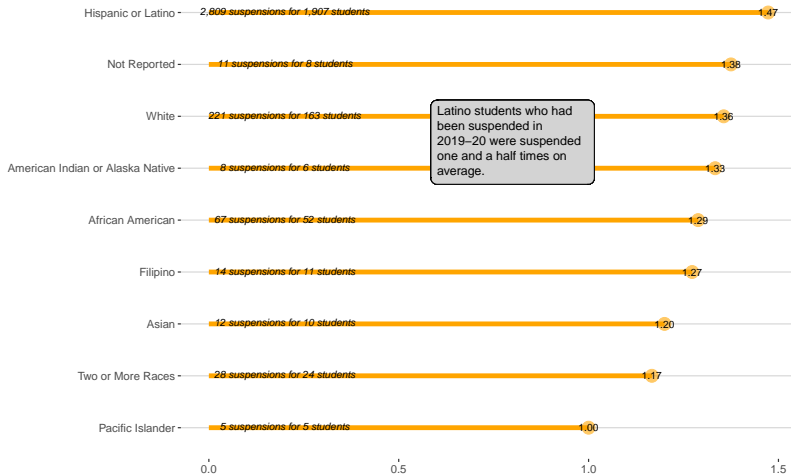 Hispanic or Latino 2,809 suspensions for 1,907 students 1.47
Not Reported 11 suspensions for 8 students 1.38
White 221 suspensions for 163 students 1.36
Latino students who had
been suspended in
2019–20 were suspended
one and a half times on
average.
American Indian or Alaska Native 8 suspensions for 6 students 1.33
African American 67 suspensions for 52 students 1.29
Filipino 14 suspensions for 11 students 1.27
Asian 12 suspensions for 10 students 1.20
Two or More Races 28 suspensions for 24 students 1.17
Pacific Islander 5 suspensions for 5 students 1.00
0.0 0.5 1.0 1.5